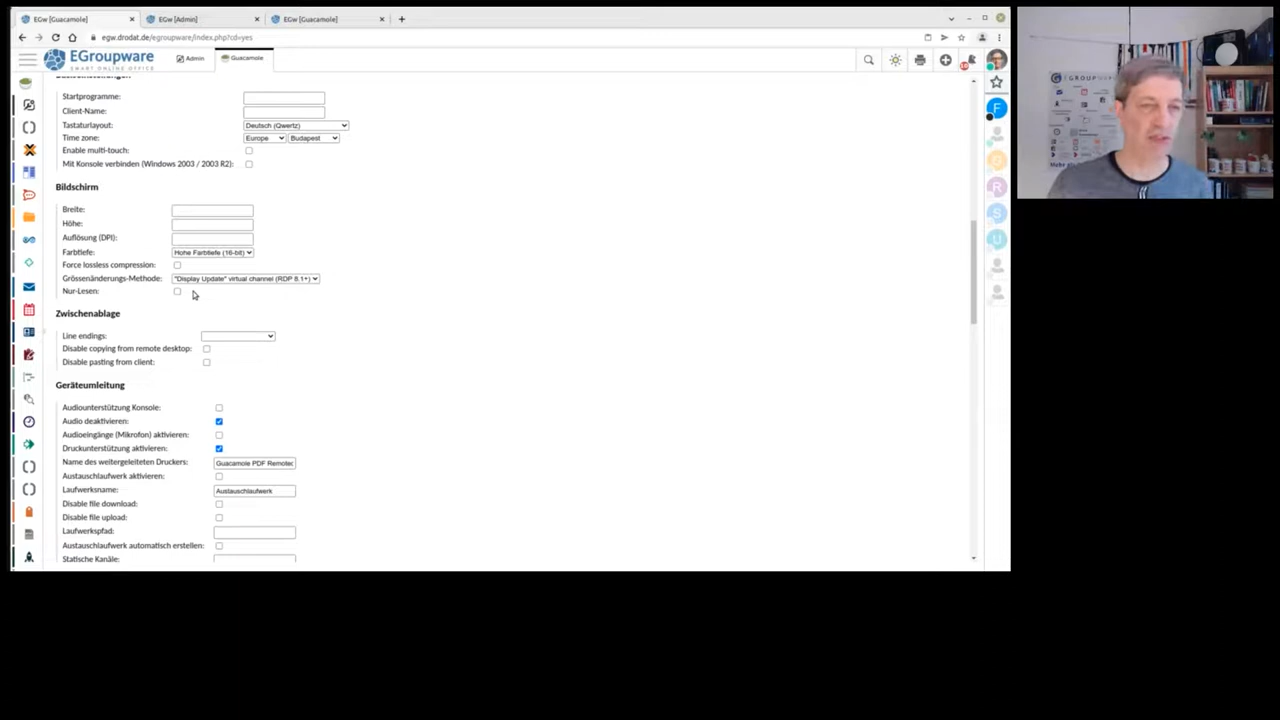 EGw [Guacamole]
EGw [Admin]
EGw [Guacamole]
egw.drodat.de/egroupware/index.php?cd=yes
EGroupware
SMART ONLINE OFFICE
Admin
Guacamole
Startprogramme:
Client-Name:
Tastaturlayout: Deutsch (Qwertz)
Time zone: Europe Budapest
Enable multi-touch:
Mit Konsole verbinden (Windows 2003 / 2003 R2):
Bildschirm
Breite:
Höhe:
Auflösung (DPI):
Farbtiefe: Hohe Farbtiefe (16-bit)
Force lossless compression:
Grössenänderungs-Methode: "Display Update" virtual channel (RDP 8.1+)
Nur-Lesen:
Zwischenablage
Line endings:
Disable copying from remote desktop:
Disable pasting from client:
Geräteumleitung
Audiounterstützung Konsole:
Audio deaktivieren:
Audioeingänge (Mikrofon) aktivieren:
Druckunterstützung aktivieren:
Name des weitergeleiteten Druckers: Guacamole PDF Remotec
Austauschlaufwerk aktivieren:
Laufwerksname: Austauschlaufwerk
Disable file download:
Disable file upload:
Laufwerkspfad:
Austauschlaufwerk automatisch erstellen:
Statische Kanäle:
F
R
S
U